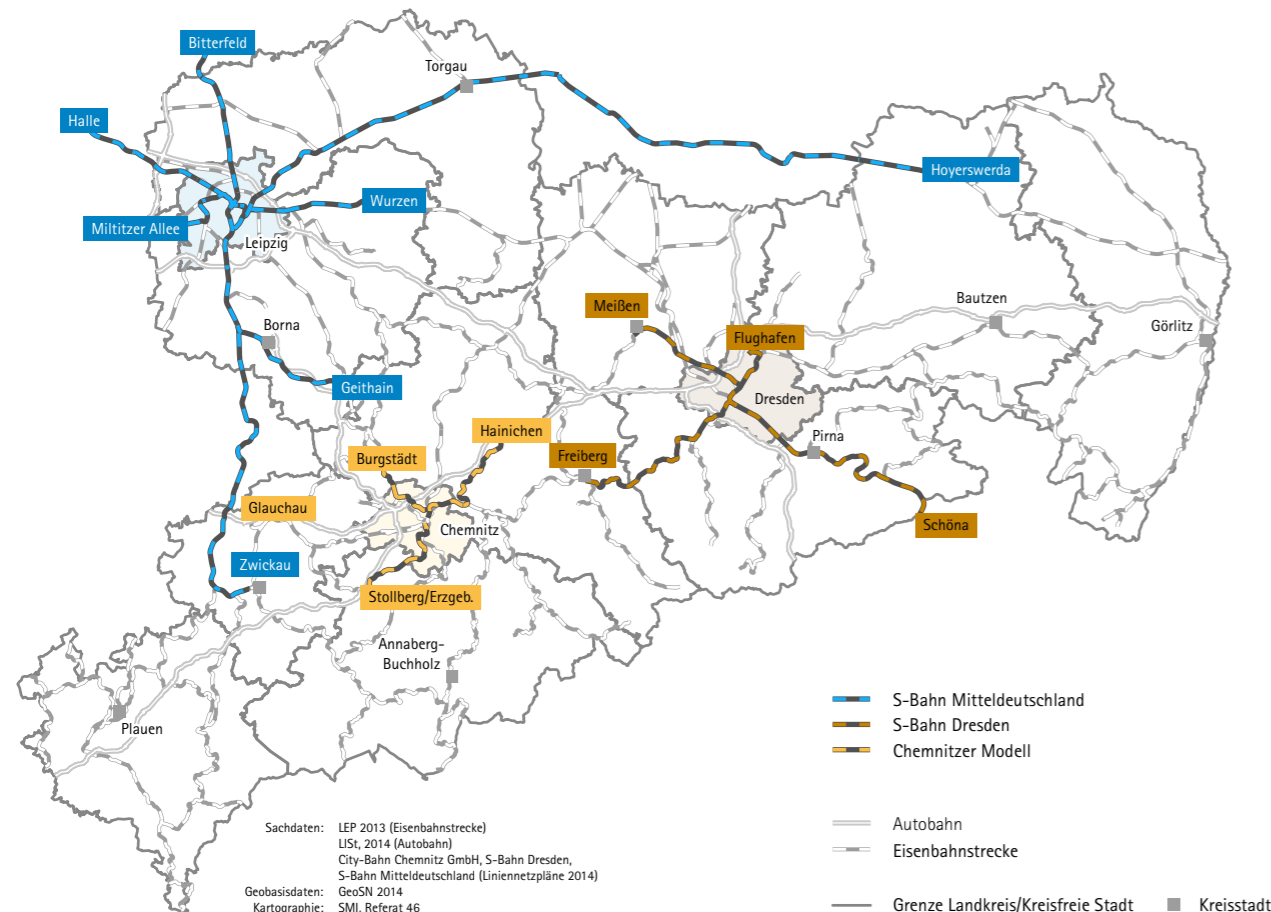 Bitterfeld
Torgau
Halle
Hoyerswerda
Wurzen
Miltitzer Allee
Leipzig
Meißen
Bautzen
Borna
Flughafen
Görlitz
Geithain
Dresden
Hainichen
Pirna
Burgstädt
Freiberg
Glauchau
Chemnitz
Schöna
Zwickau
Stollberg/Erzgeb.
Annaberg-
Buchholz
Plauen
S-Bahn Mitteldeutschland
S-Bahn Dresden
Chemnitzer Modell
Autobahn
Eisenbahnstrecke
Grenze Landkreis/Kreisfreie Stadt
Kreisstadt
Sachdaten: LEP 2013 (Eisenbahnstrecke)
LISt, 2014 (Autobahn)
City-Bahn Chemnitz GmbH, S-Bahn Dresden,
S-Bahn Mitteldeutschland (Liniennetzpläne 2014)
Geobasisdaten: GeoSN 2014
Kartographie: SMI, Referat 46